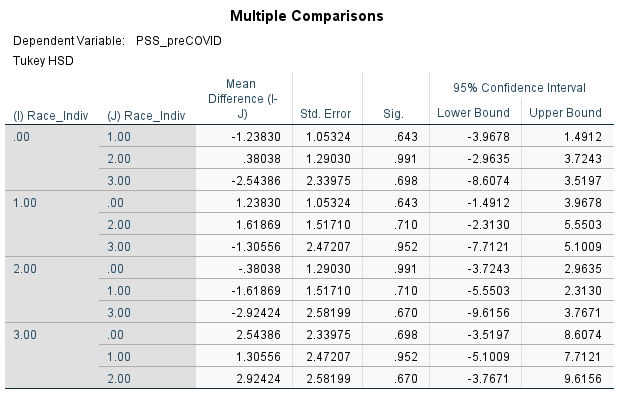 Multiple Comparisons
Dependent Variable: PSS_preCOVID
Tukey HSD
Mean
Difference (I-
95% Confidence Interval
(I) Race_Indiv (J) Race_Indiv J) Std. Error Sig. Lower Bound Upper Bound
.00 1.00 -1.23830 1.05324 .643 -3.9678 1.4912
2.00 .38038 1.29030 .991 -2.9635 3.7243
3.00 -2.54386 2.33975 .698 -8.6074 3.5197
1.00 .00 1.23830 1.05324 .643 -1.4912 3.9678
2.00 1.61869 1.51710 .710 -2.3130 5.5503
3.00 -1.30556 2.47207 .952 -7.7121 5.1009
2.00 .00 -.38038 1.29030 .991 -3.7243 2.9635
1.00 -1.61869 1.51710 .710 -5.5503 2.3130
3.00 -2.92424 2.58199 .670 -9.6156 3.7671
3.00 .00 2.54386 2.33975 .698 -3.5197 8.6074
1.00 1.30556 2.47207 .952 -5.1009 7.7121
2.00 2.92424 2.58199 .670 -3.7671 9.6156